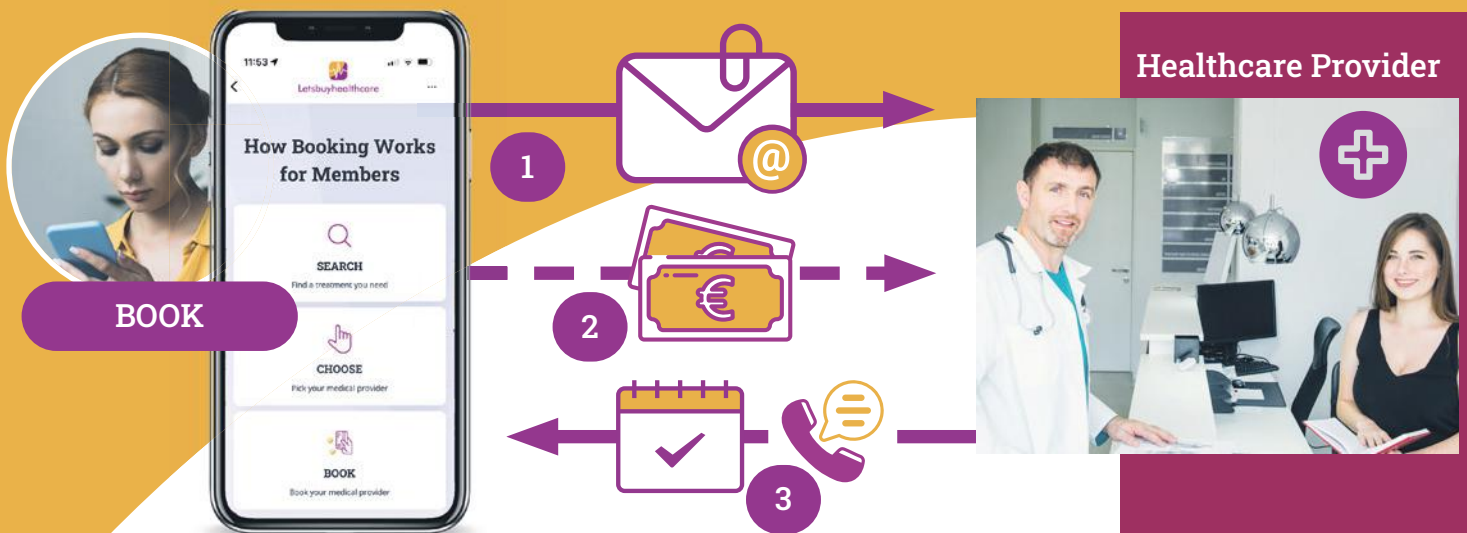 11:53
Letsbuyhealthcare
How Booking Works
for Members
SEARCH
Find a treatment you need
CHOOSE
Pick your medical provider
BOOK
Book your medical provider
BOOK
1
@
2
€
€
3
Healthcare Provider